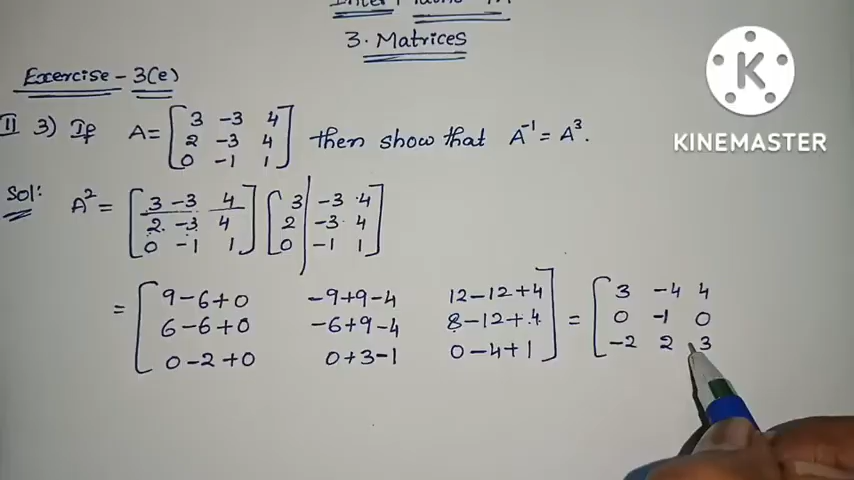 3. Matrices
Exercise - 3(e)
II 3) If A = [3 -3 4
2 -3 4
0 -1 1] then show that A⁻¹ = A³.
Sol: A² = [3 -3 4
2 -3 4
0 -1 1] [3 -3 4
2 -3 4
0 -1 1]
= [9-6+0 -9+9-4 12-12+4
6-6+0 -6+9-4 8-12+4
0-2+0 0+3-1 0-4+1] = [3 -4 4
0 -1 0
-2 2 3]
K
KINEMASTER